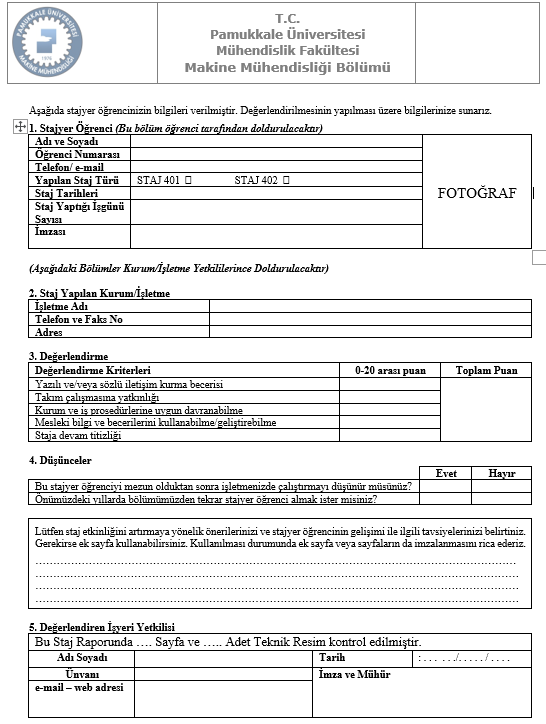 PAMUKKALE ÜNİVERSİTESİ
MAKİNE MÜHENDİSLİĞİ
T.C.
Pamukkale Üniversitesi
Mühendislik Fakültesi
Makine Mühendisliği Bölümü
Aşağıda stajyer öğrencinizin bilgileri verilmiştir. Değerlendirilmesinin yapılması üzere bilgilerinize sunarız.
1. Stajyer Öğrenci (Bu bölüm öğrenci tarafından doldurulacaktır)
Adı ve Soyadı
Öğrenci Numarası
Telefon/ e-mail
Yapılan Staj Türü STAJ 401 □ STAJ 402 □
Staj Tarihleri
Staj Yaptığı İşgünü
Sayısı
İmzası
FOTOĞRAF
(Aşağıdaki Bölümler Kurum/İşletme Yetkililerince Doldurulacaktır)
2. Staj Yapılan Kurum/İşletme
İşletme Adı
Telefon ve Faks No
Adres
3. Değerlendirme
Değerlendirme Kriterleri 0-20 arası puan Toplam Puan
Yazılı ve/veya sözlü iletişim kurma becerisi
Takım çalışmasına yatkınlığı
Kurum ve iş prosedürlerine uygun davranabilme
Mesleki bilgi ve becerilerini kullanabilme/geliştirebilme
Staja devam titizliği
4. Düşünceler
Evet Hayır
Bu stajyer öğrenciyi mezun olduktan sonra işletmenizde çalıştırmayı düşünür müsünüz?
Önümüzdeki yıllarda bölümümüzden tekrar stajyer öğrenci almak ister misiniz?
Lütfen staj etkinliğini artırmaya yönelik önerilerinizi ve stajyer öğrencinin gelişimi ile ilgili tavsiyelerinizi belirtiniz.
Gerekirse ek sayfa kullanabilirsiniz. Kullanılması durumunda ek sayfa veya sayfaların da imzalanmasını rica ederiz.
5. Değerlendiren İşyeri Yetkilisi
Bu Staj Raporunda .... Sayfa ve ..... Adet Teknik Resim kontrol edilmiştir.
Adı Soyadı Tarih : . . . . . ./. . . . . / . . . .
Ünvanı İmza ve Mühür
e-mail – web adresi